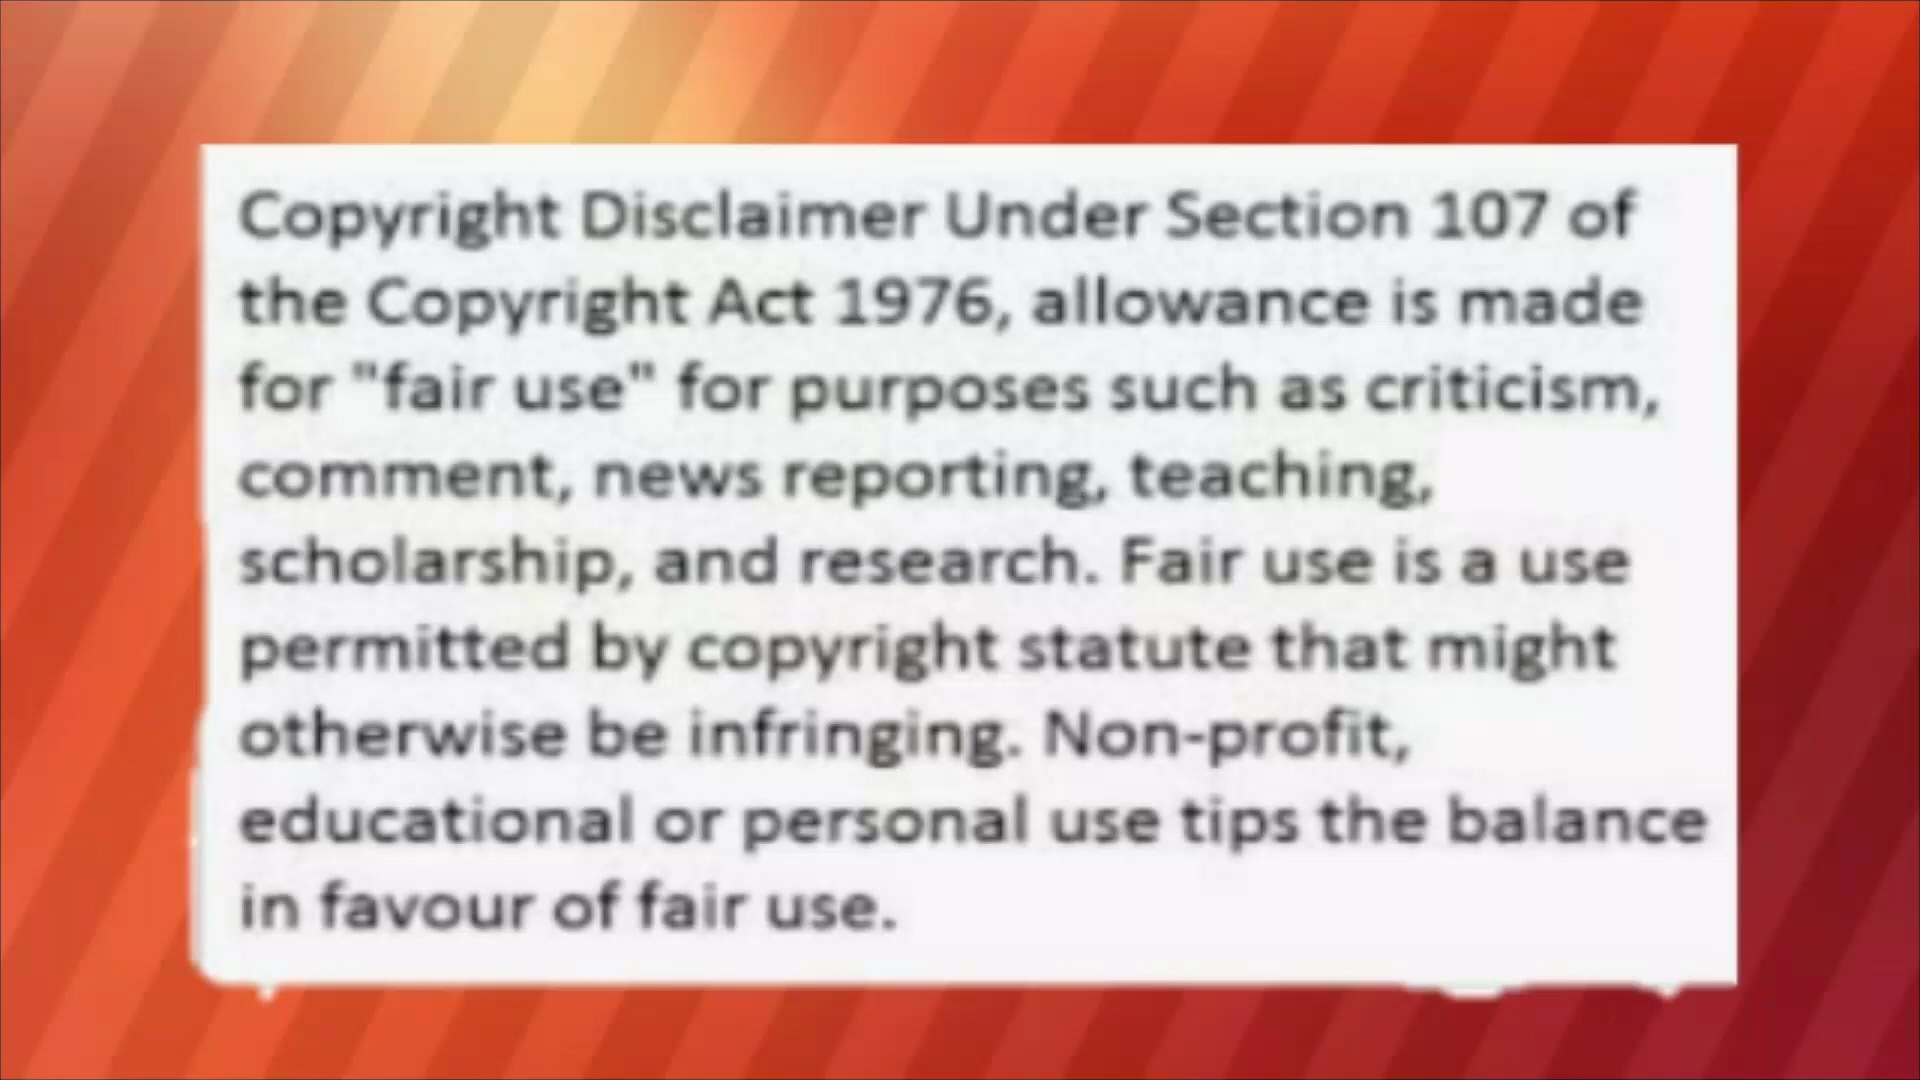 Copyright Disclaimer Under Section 107 of
the Copyright Act 1976, allowance is made
for "fair use" for purposes such as criticism,
comment, news reporting, teaching,
scholarship, and research. Fair use is a use
permitted by copyright statute that might
otherwise be infringing. Non-profit,
educational or personal use tips the balance
in favour of fair use.